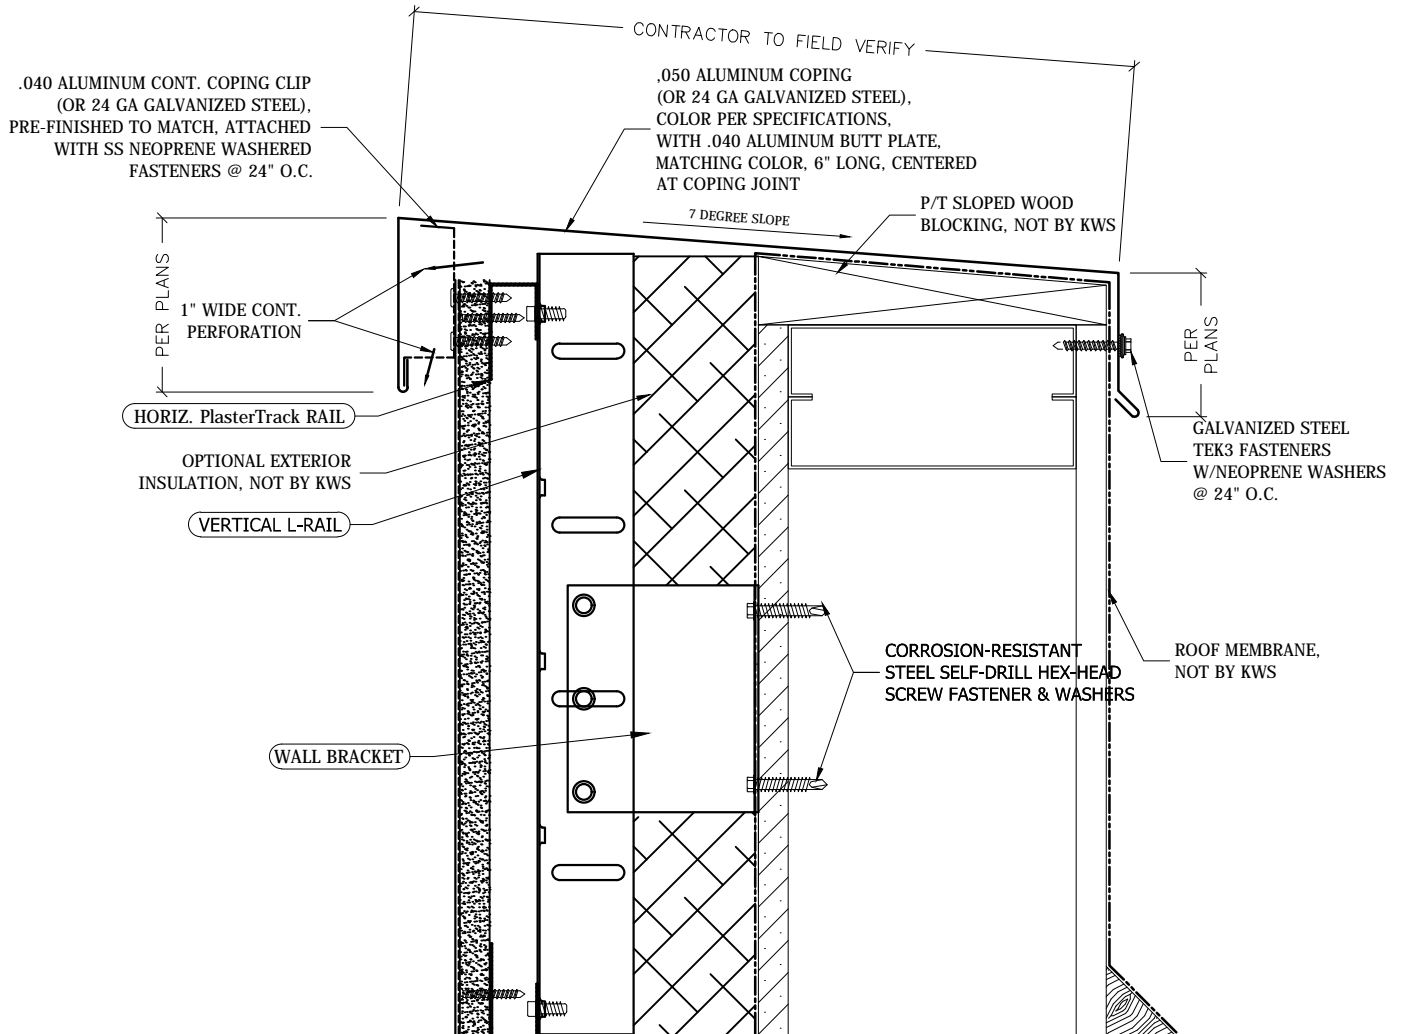 CONTRACTOR TO FIELD VERIFY
.040 ALUMINUM CONT. COPING CLIP
(OR 24 GA GALVANIZED STEEL),
PRE-FINISHED TO MATCH, ATTACHED
WITH SS NEOPRENE WASHERED
FASTENERS @ 24" O.C.
,050 ALUMINUM COPING
(OR 24 GA GALVANIZED STEEL),
COLOR PER SPECIFICATIONS,
WITH .040 ALUMINUM BUTT PLATE,
MATCHING COLOR, 6" LONG, CENTERED
AT COPING JOINT
7 DEGREE SLOPE
P/T SLOPED WOOD
BLOCKING, NOT BY KWS
PER PLANS
1" WIDE CONT.
PERFORATION
PER
PLANS
HORIZ. PlasterTrack RAIL
OPTIONAL EXTERIOR
INSULATION, NOT BY KWS
VERTICAL L-RAIL
GALVANIZED STEEL
TEK3 FASTENERS
W/NEOPRENE WASHERS
@ 24" O.C.
CORROSION-RESISTANT
STEEL SELF-DRILL HEX-HEAD
SCREW FASTENER & WASHERS
ROOF MEMBRANE,
NOT BY KWS
WALL BRACKET